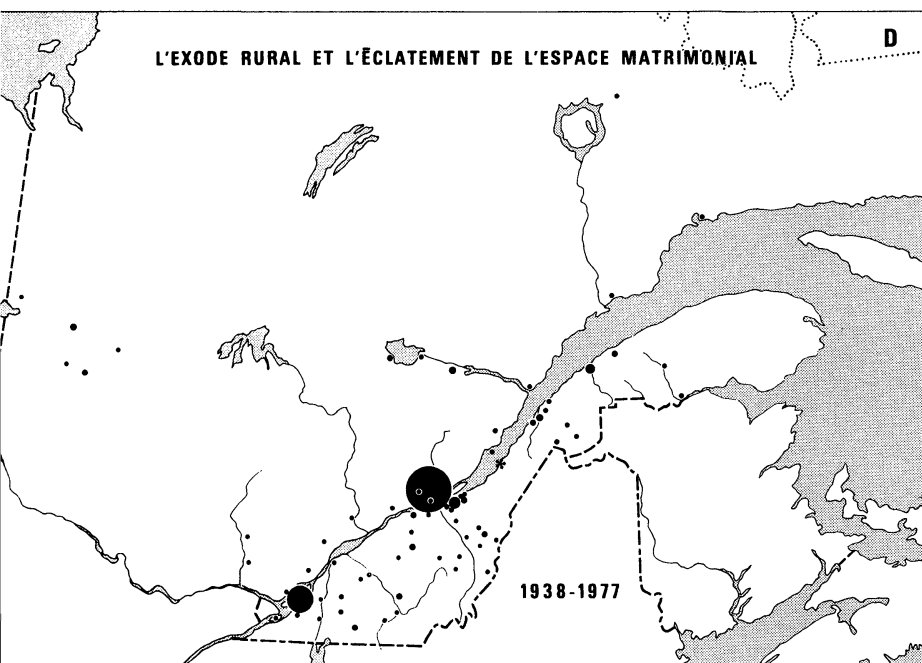 D
L'EXODE RURAL ET L'ÉCLATEMENT DE L'ESPACE MATRIMONIAL
1938-1977